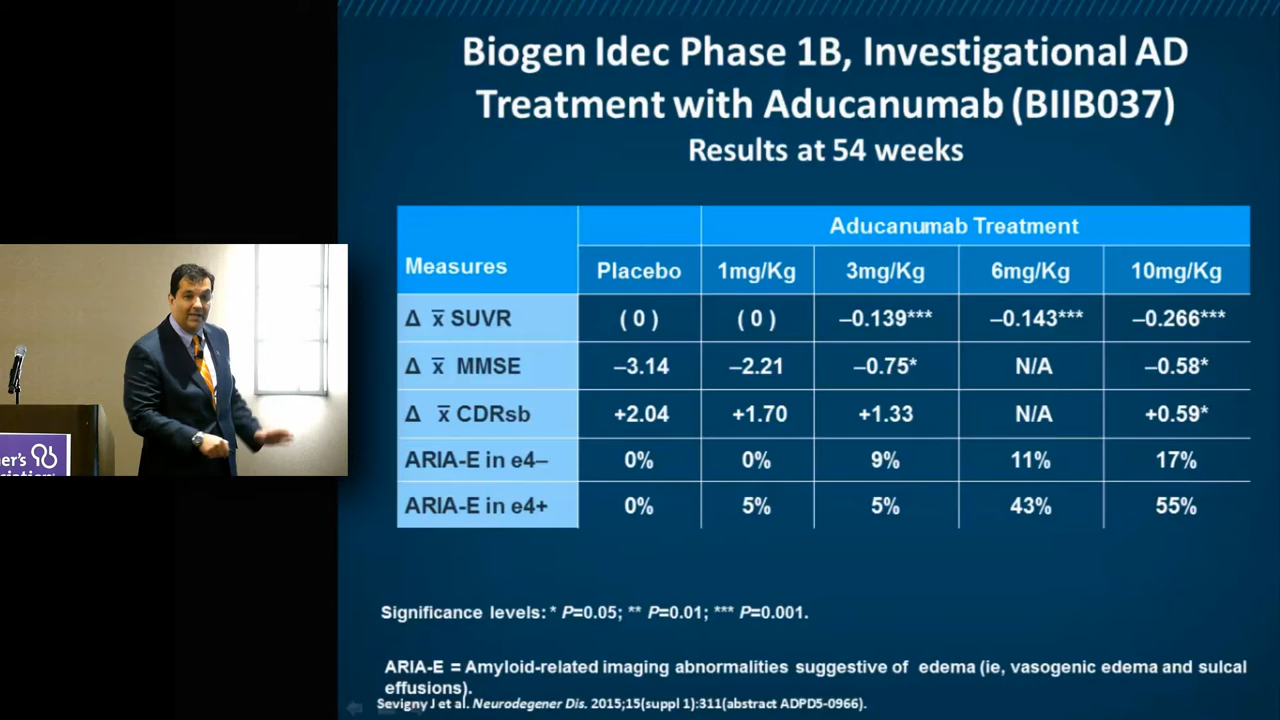 Biogen Idec Phase 1B, Investigational AD
Treatment with Aducanumab (BIIB037)
Results at 54 weeks
Aducanumab Treatment
Measures Placebo 1mg/Kg 3mg/Kg 6mg/Kg 10mg/Kg
Δ x̅ SUVR ( 0 ) ( 0 ) –0.139*** –0.143*** –0.266***
Δ x̅ MMSE –3.14 –2.21 –0.75* N/A –0.58*
Δ x̅ CDRsb +2.04 +1.70 +1.33 N/A +0.59*
ARIA-E in e4– 0% 0% 9% 11% 17%
ARIA-E in e4+ 0% 5% 5% 43% 55%
Significance levels: * P=0.05; ** P=0.01; *** P=0.001.
ARIA-E = Amyloid-related imaging abnormalities suggestive of edema (ie, vasogenic edema and sulcal
effusions).
Sevigny J et al. Neurodegener Dis. 2015;15(suppl 1):311(abstract ADPD5-0966).
ner's